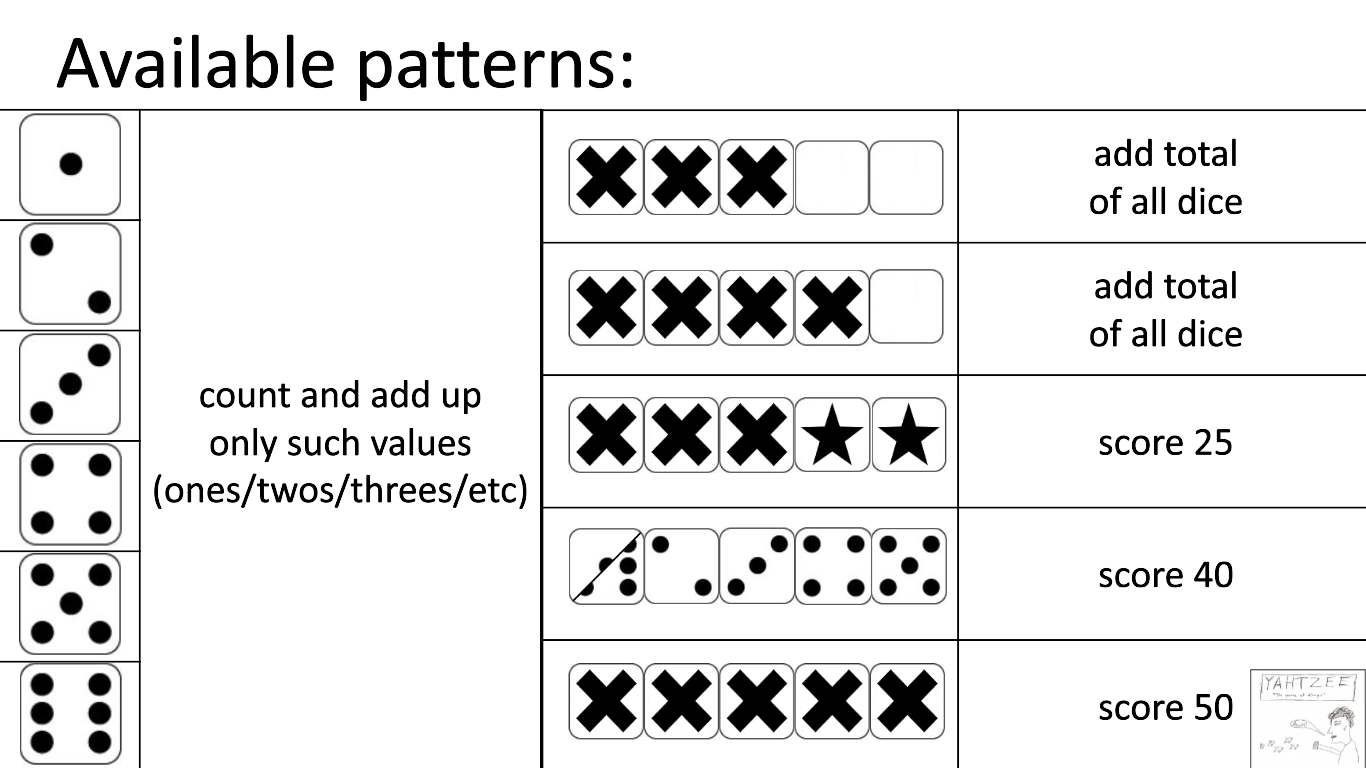 Available patterns:
count and add up
only such values
(ones/twos/threes/etc)
add total
of all dice
add total
of all dice
score 25
score 40
score 50
YAHTZEE